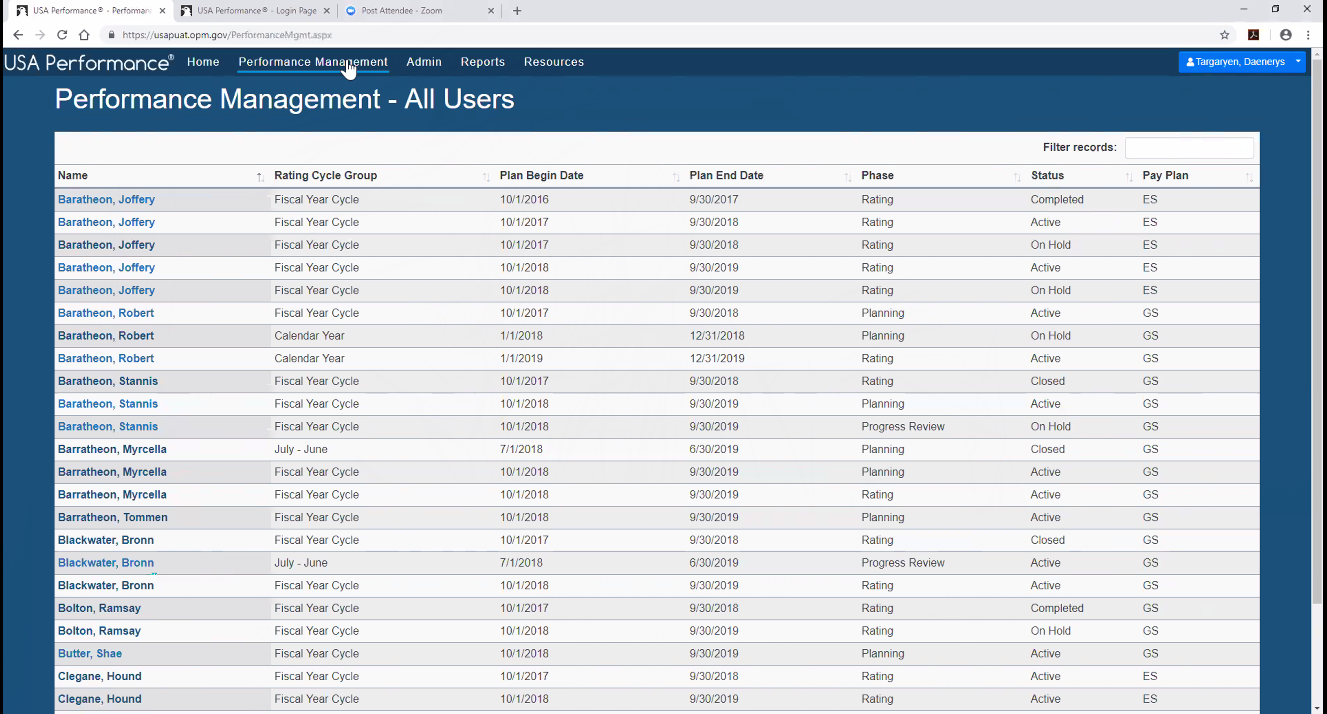 USA Performance® - Performanc × USA Performance® - Login Page × Post Attendee - Zoom × +
https://usapuat.opm.gov/PerformanceMgmt.aspx
USA Performance® Home Performance Management Admin Reports Resources Targaryen, Daenerys
Performance Management - All Users
Filter records:
Name Rating Cycle Group Plan Begin Date Plan End Date Phase Status Pay Plan
Baratheon, Joffery Fiscal Year Cycle 10/1/2016 9/30/2017 Rating Completed ES
Baratheon, Joffery Fiscal Year Cycle 10/1/2017 9/30/2018 Rating Active ES
Baratheon, Joffery Fiscal Year Cycle 10/1/2017 9/30/2018 Rating On Hold ES
Baratheon, Joffery Fiscal Year Cycle 10/1/2018 9/30/2019 Rating Active ES
Baratheon, Joffery Fiscal Year Cycle 10/1/2018 9/30/2019 Rating On Hold ES
Baratheon, Robert Fiscal Year Cycle 10/1/2017 9/30/2018 Planning Active GS
Baratheon, Robert Calendar Year 1/1/2018 12/31/2018 Planning On Hold GS
Baratheon, Robert Calendar Year 1/1/2019 12/31/2019 Rating Active GS
Baratheon, Stannis Fiscal Year Cycle 10/1/2017 9/30/2018 Rating Closed GS
Baratheon, Stannis Fiscal Year Cycle 10/1/2018 9/30/2019 Planning Active GS
Baratheon, Stannis Fiscal Year Cycle 10/1/2018 9/30/2019 Progress Review On Hold GS
Barratheon, Myrcella July - June 7/1/2018 6/30/2019 Planning Closed GS
Barratheon, Myrcella Fiscal Year Cycle 10/1/2018 9/30/2019 Planning Active GS
Barratheon, Myrcella Fiscal Year Cycle 10/1/2018 9/30/2019 Rating Active GS
Barratheon, Tommen Fiscal Year Cycle 10/1/2018 9/30/2019 Planning Active GS
Blackwater, Bronn Fiscal Year Cycle 10/1/2017 9/30/2018 Rating Closed GS
Blackwater, Bronn July - June 7/1/2018 6/30/2019 Progress Review Active GS
Blackwater, Bronn Fiscal Year Cycle 10/1/2018 9/30/2019 Rating Active GS
Bolton, Ramsay Fiscal Year Cycle 10/1/2017 9/30/2018 Rating Completed GS
Bolton, Ramsay Fiscal Year Cycle 10/1/2017 9/30/2019 Rating On Hold GS
Butter, Shae Fiscal Year Cycle 10/1/2018 9/30/2019 Planning Active GS
Clegane, Hound Fiscal Year Cycle 10/1/2017 9/30/2018 Rating Active ES
Clegane, Hound Fiscal Year Cycle 10/1/2018 9/30/2019 Rating Active ES